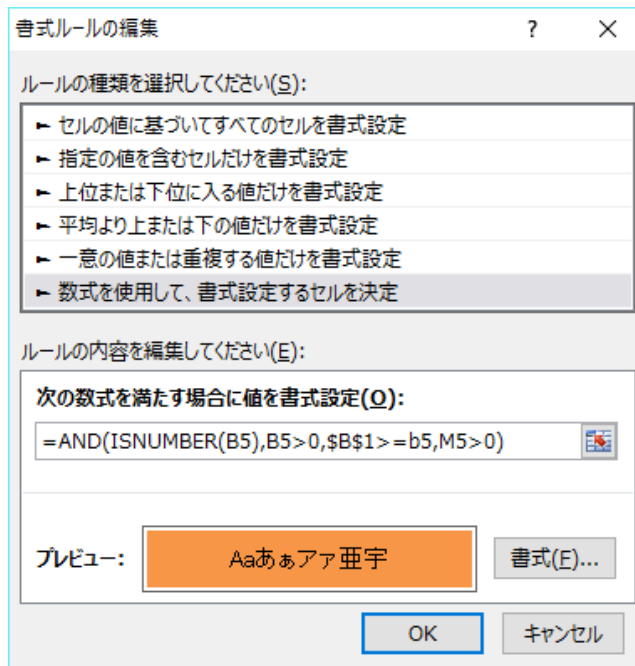 書式ルールの編集
ルールの種類を選択してください(S):
► セルの値に基づいてすべてのセルを書式設定
► 指定の値を含むセルだけを書式設定
► 上位または下位に入る値だけを書式設定
► 平均より上または下の値だけを書式設定
► 一意の値または重複する値だけを書式設定
► 数式を使用して、書式設定するセルを決定
ルールの内容を編集してください(E):
次の数式を満たす場合に値を書式設定(O):
=AND(ISNUMBER(B5),B5>0,$B$1>=b5,M5>0)
プレビュー: Aaあぁアァ亜宇 書式(F)...
OK キャンセル